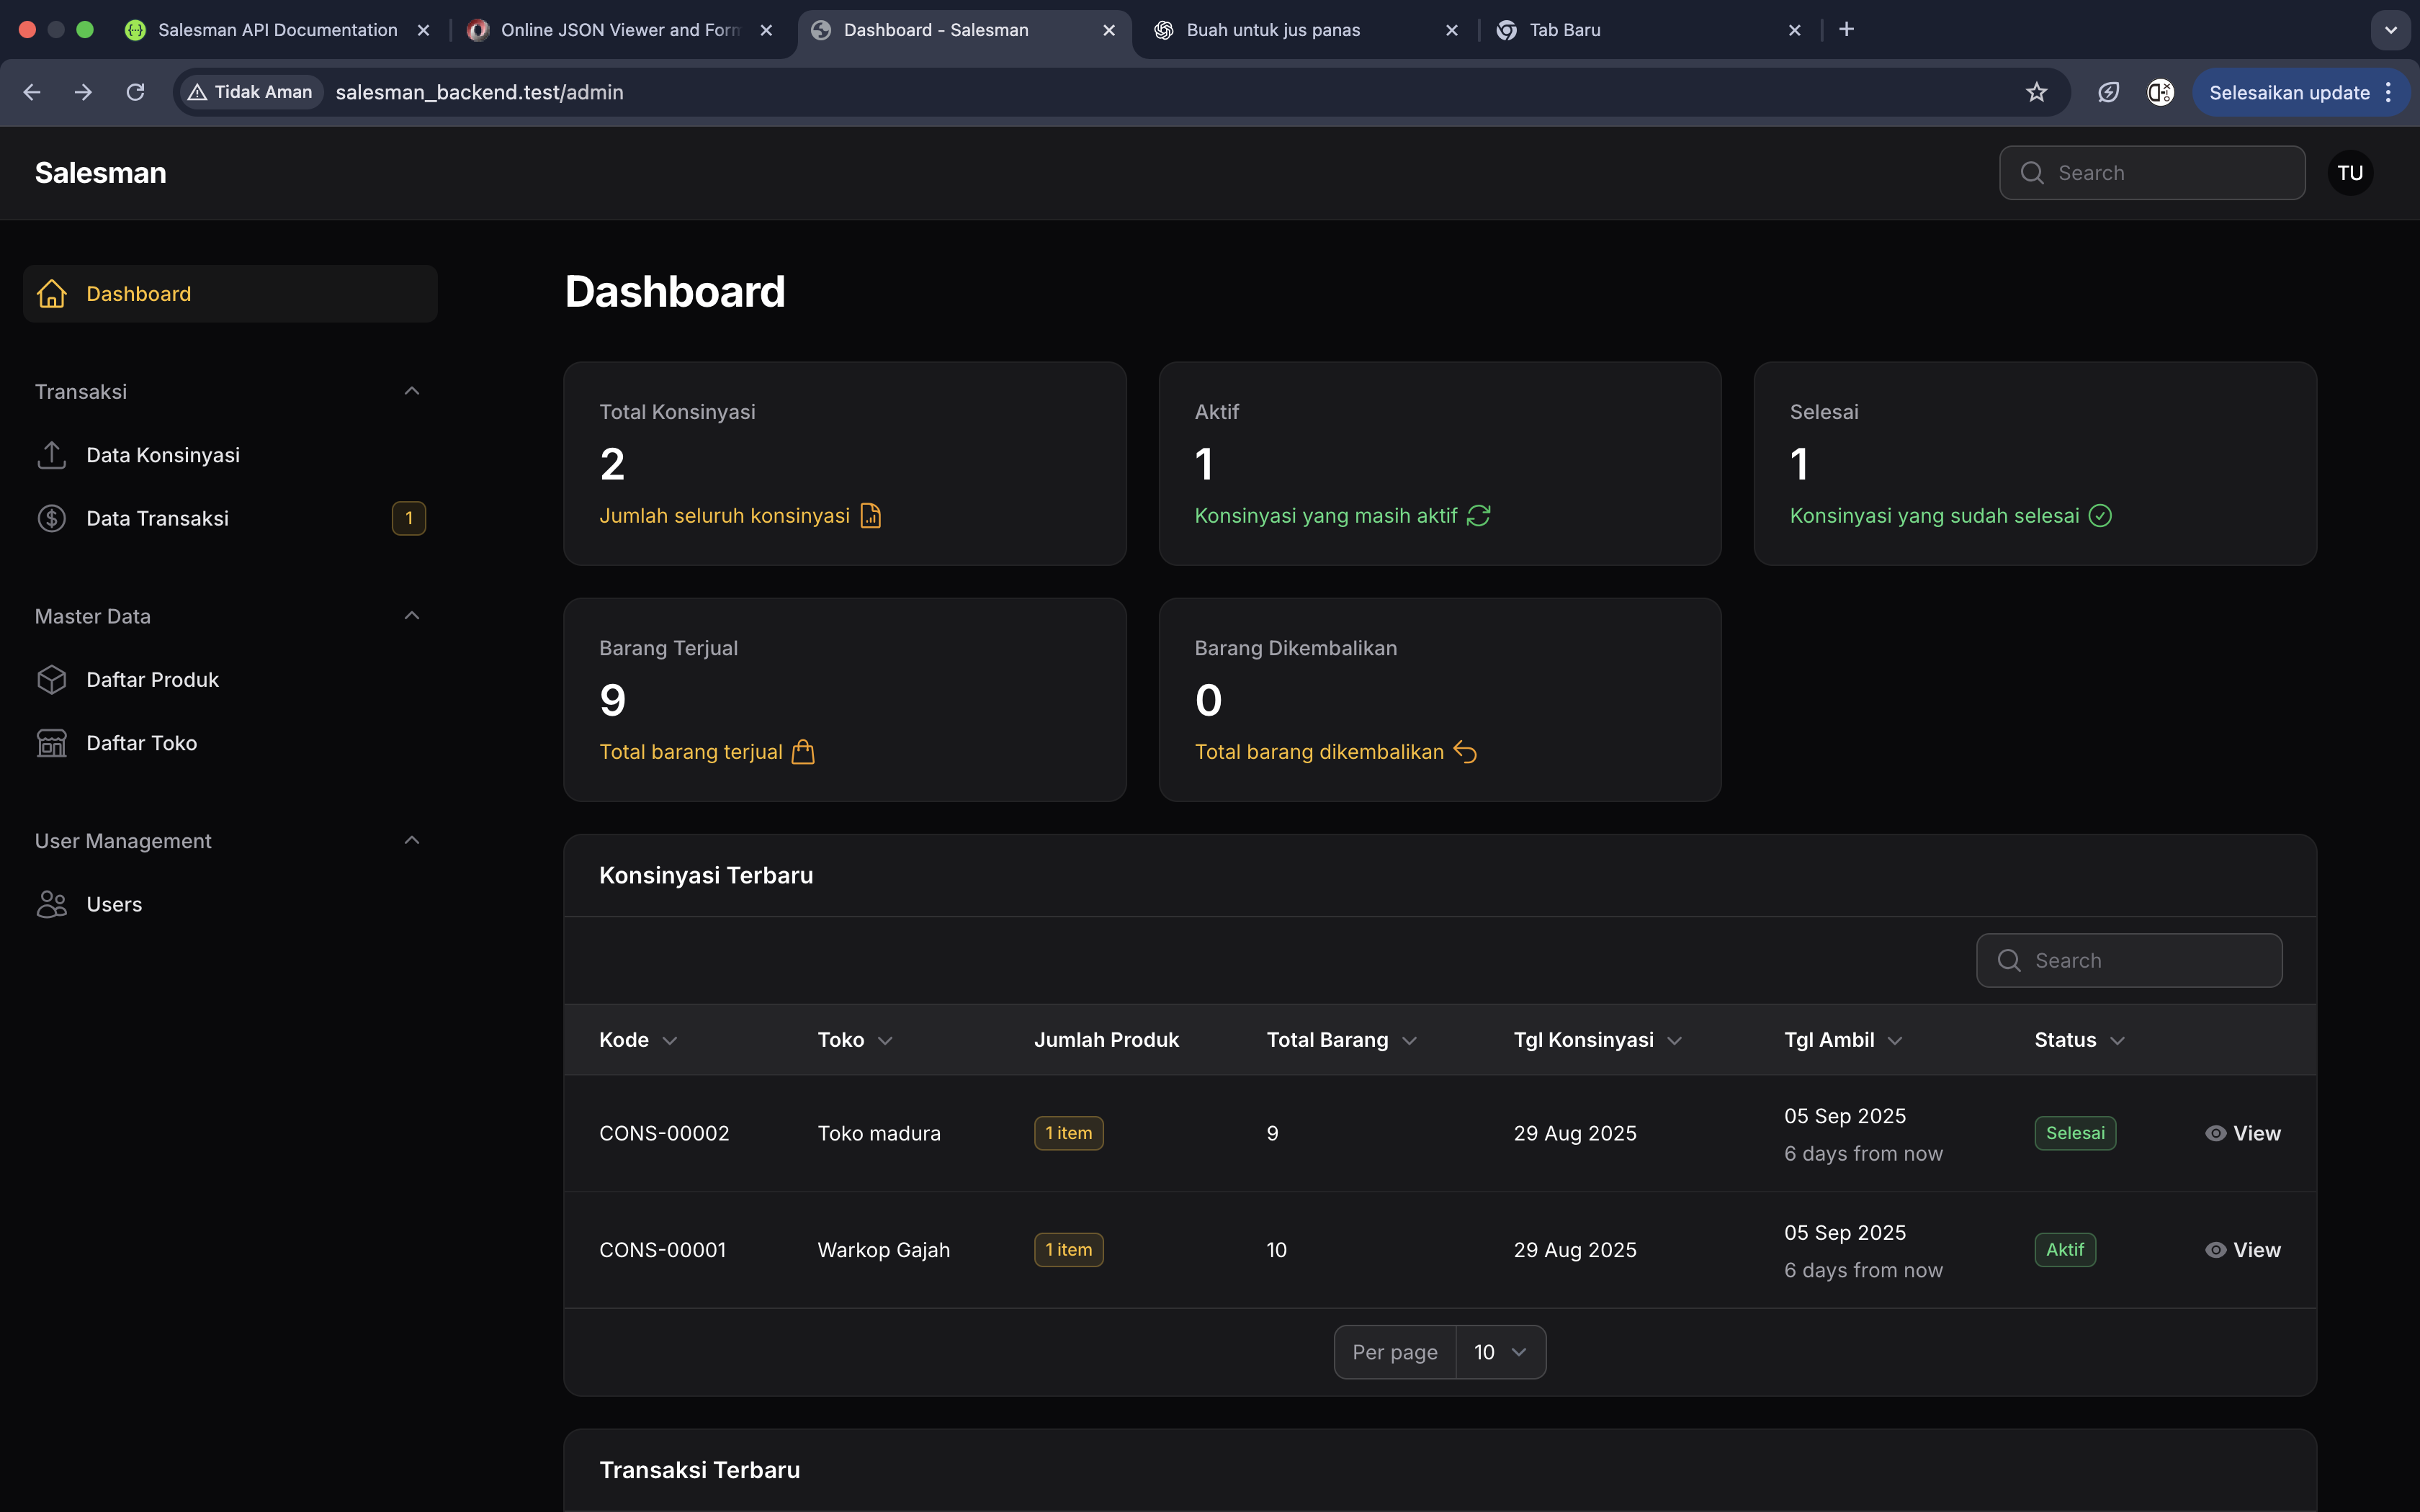 Salesman API Documentation
Online JSON Viewer and Form
Dashboard - Salesman
Buah untuk jus panas
Tab Baru
Tidak Aman
salesman_backend.test/admin
Selesaikan update
Salesman
Search
TU
Dashboard
Transaksi
Data Konsinyasi
Data Transaksi 1
Master Data
Daftar Produk
Daftar Toko
User Management
Users
Dashboard
Total Konsinyasi
2
Jumlah seluruh konsinyasi
Aktif
1
Konsinyasi yang masih aktif
Selesai
1
Konsinyasi yang sudah selesai
Barang Terjual
9
Total barang terjual
Barang Dikembalikan
0
Total barang dikembalikan
Konsinyasi Terbaru
Search
Kode Toko Jumlah Produk Total Barang Tgl Konsinyasi Tgl Ambil Status
CONS-00002 Toko madura 1 item 9 29 Aug 2025 05 Sep 2025 Selesai View
6 days from now
CONS-00001 Warkop Gajah 1 item 10 29 Aug 2025 05 Sep 2025 Aktif View
6 days from now
Per page 10
Transaksi Terbaru